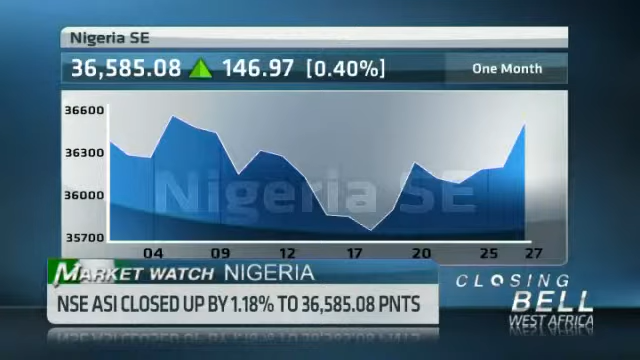 Nigeria SE
36,585.08 146.97 [0.40%] One Month
36600
36300
36000
35700
Nigeria SE
04 09 12 18 20 25 27
MARKET WATCH NIGERIA
NSE ASI CLOSED UP BY 1.18% TO 36,585.08 PNTS
CLOSING
BELL
WEST AFRICA